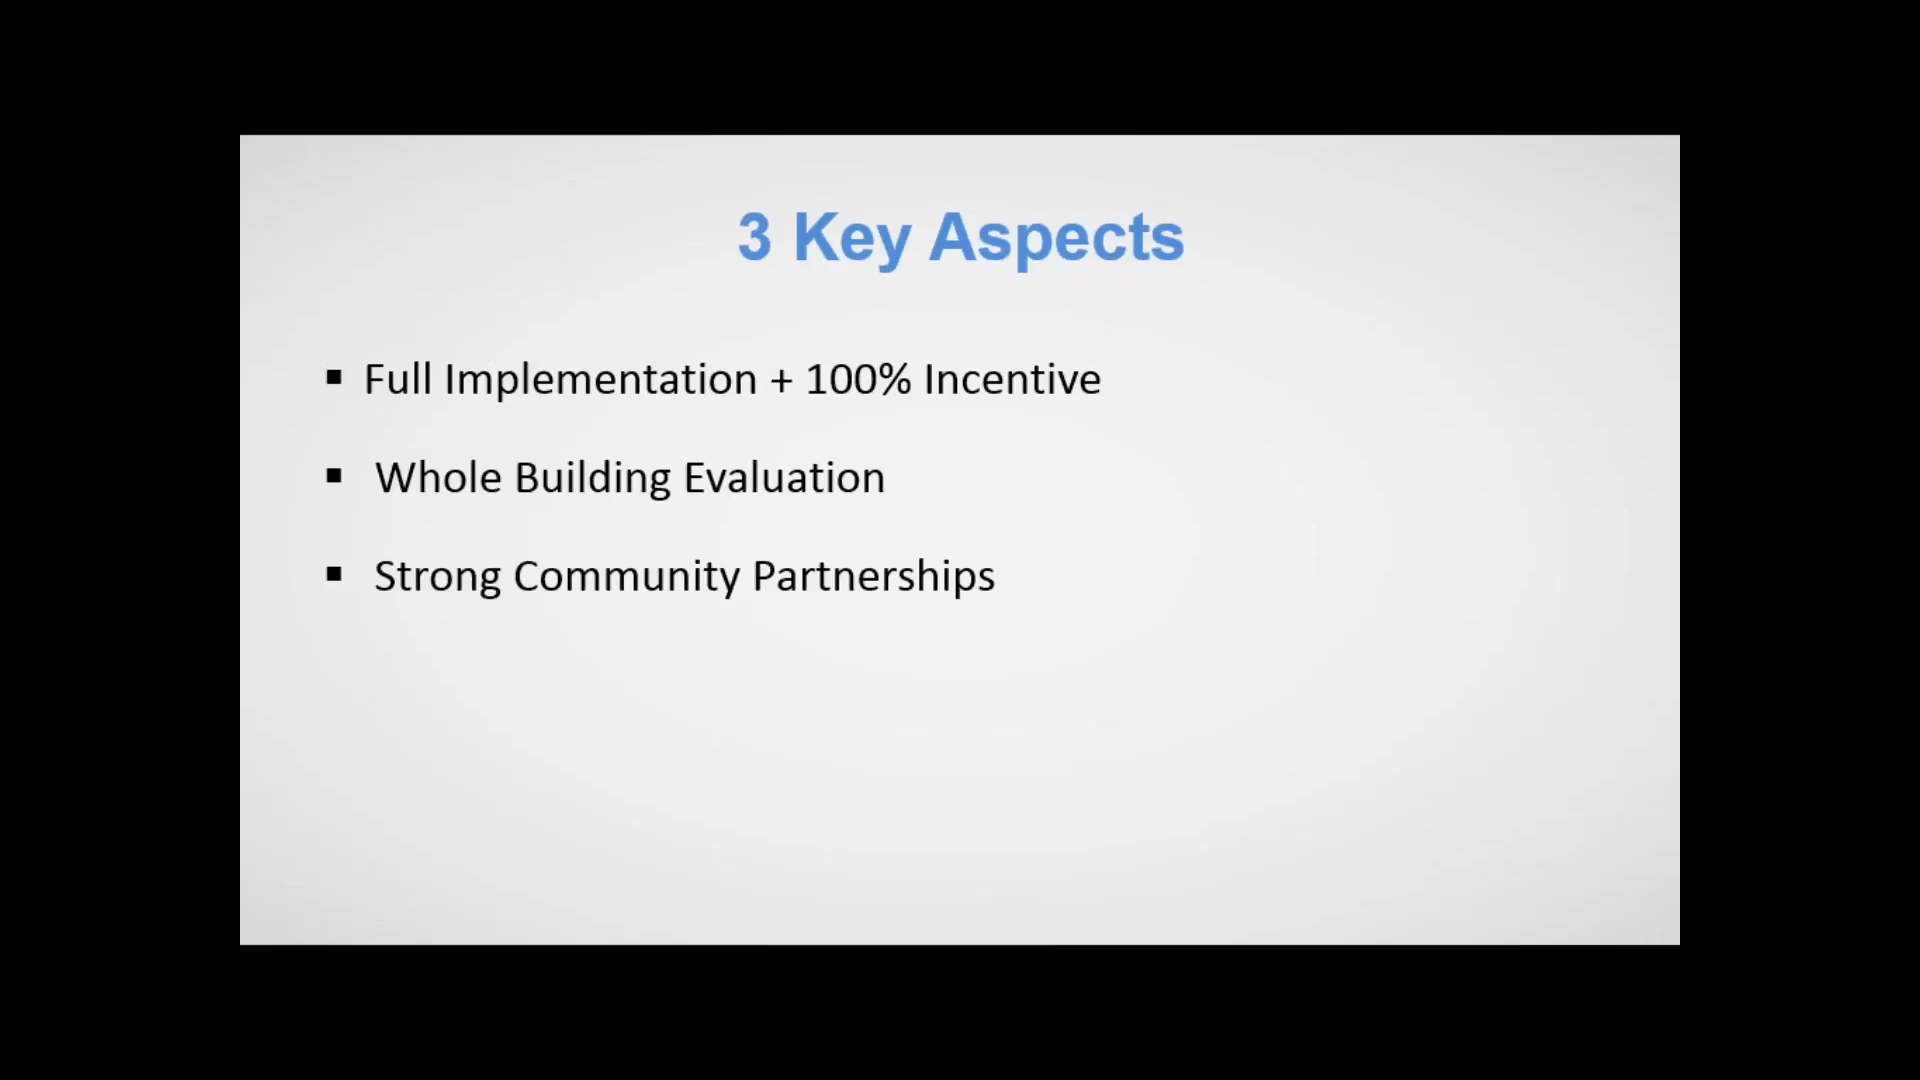 3 Key Aspects
▪ Full Implementation + 100% Incentive
▪ Whole Building Evaluation
▪ Strong Community Partnerships